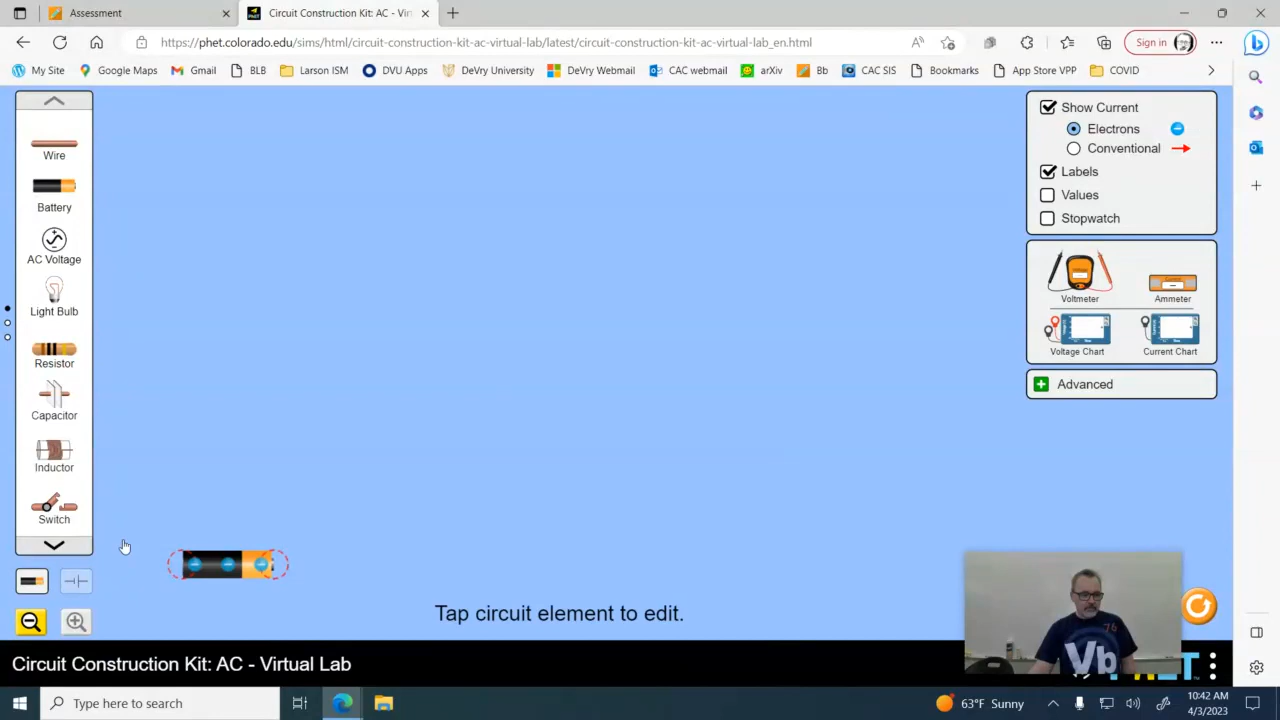 Assessment
Circuit Construction Kit: AC - Vir
https://phet.colorado.edu/sims/html/circuit-construction-kit-ac-virtual-lab/latest/circuit-construction-kit-ac-virtual-lab_en.html
Sign in
My Site
Google Maps
Gmail
BLB
Larson ISM
DVU Apps
DeVry University
DeVry Webmail
CAC webmail
arXiv
Bb
CAC SIS
Bookmarks
App Store VPP
COVID
Wire
Battery
AC Voltage
Light Bulb
Resistor
Capacitor
Inductor
Switch
Show Current
Electrons
Conventional
Labels
Values
Stopwatch
Voltmeter
Ammeter
Voltage Chart
Current Chart
Advanced
Tap circuit element to edit.
76
Vb
Circuit Construction Kit: AC - Virtual Lab
Type here to search
63°F Sunny
10:42 AM
4/3/2023